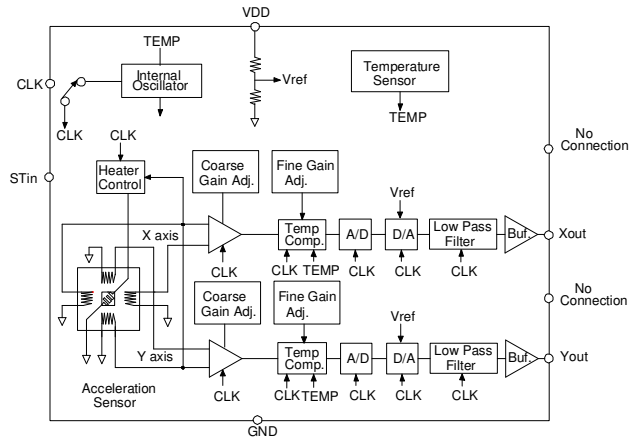 VDD
TEMP
Internal
Oscillator
CLK
CLK
Vref
Temperature
Sensor
TEMP
No
Connection
CLK
STin
Heater
Control
Coarse
Gain Adj.
Fine Gain
Adj.
Vref
X axis
Temp
Comp.
A/D
D/A
Low Pass
Filter
Buf.
Xout
CLK
CLK
TEMP
CLK
CLK
CLK
No
Connection
Coarse
Gain Adj.
Fine Gain
Adj.
Vref
Y axis
Temp
Comp.
A/D
D/A
Low Pass
Filter
Buf.
Yout
CLK
CLK
TEMP
CLK
CLK
CLK
Acceleration
Sensor
GND